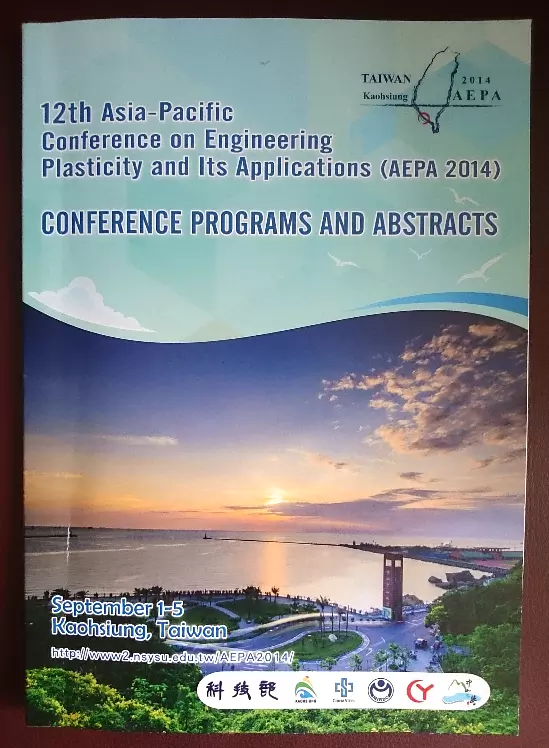 TAIWAN 2014
Kaohsiung AEPA
12th Asia-Pacific
Conference on Engineering
Plasticity and Its Applications (AEPA 2014)
CONFERENCE PROGRAMS AND ABSTRACTS
September 1-5
Kaohsiung, Taiwan
http://www2.nsysu.edu.tw/AEPA2014/
科技部